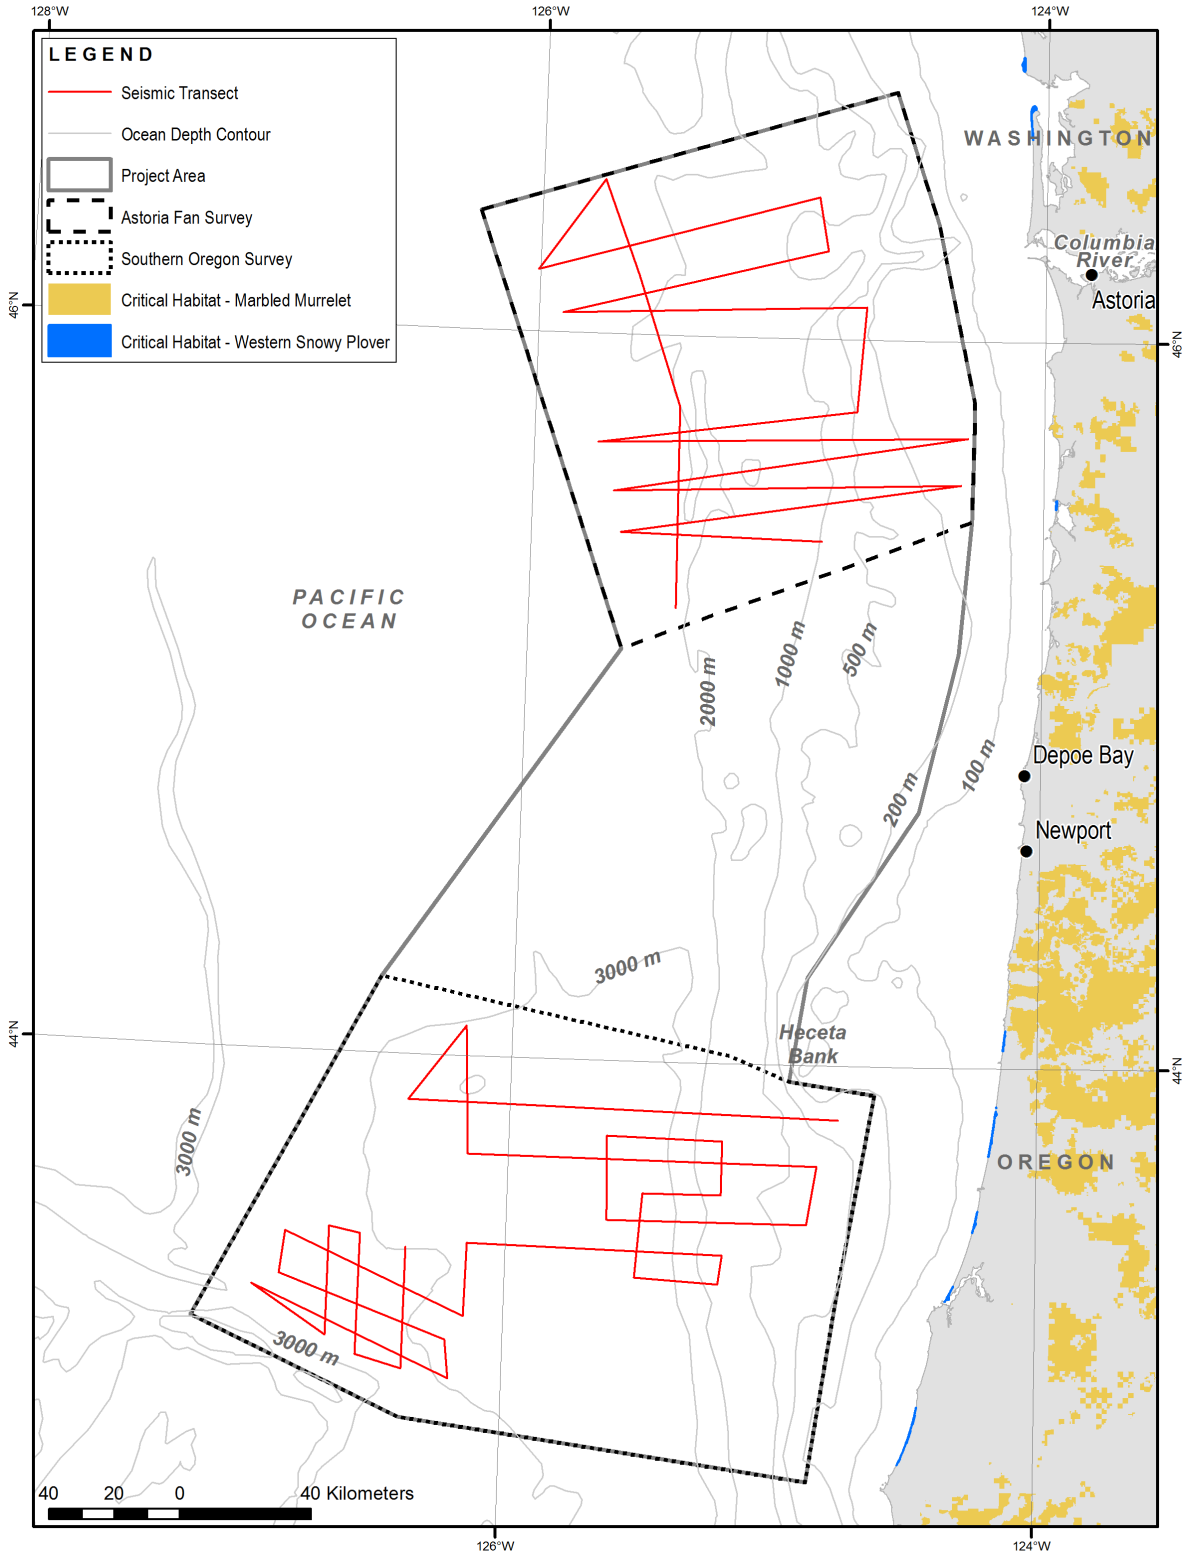 128°W
126°W
124°W
LEGEND
Seismic Transect
Ocean Depth Contour
Project Area
Astoria Fan Survey
Southern Oregon Survey
Critical Habitat - Marbled Murrelet
Critical Habitat - Western Snowy Plover
WASHINGTON
Columbia
River
Astoria
46°N
46°N
PACIFIC
OCEAN
2000 m
1000 m
500 m
200 m
100 m
Depoe Bay
Newport
3000 m
Heceta
Bank
44°N
44°N
3000 m
OREGON
3000 m
40 20 0 40 Kilometers
126°W
124°W